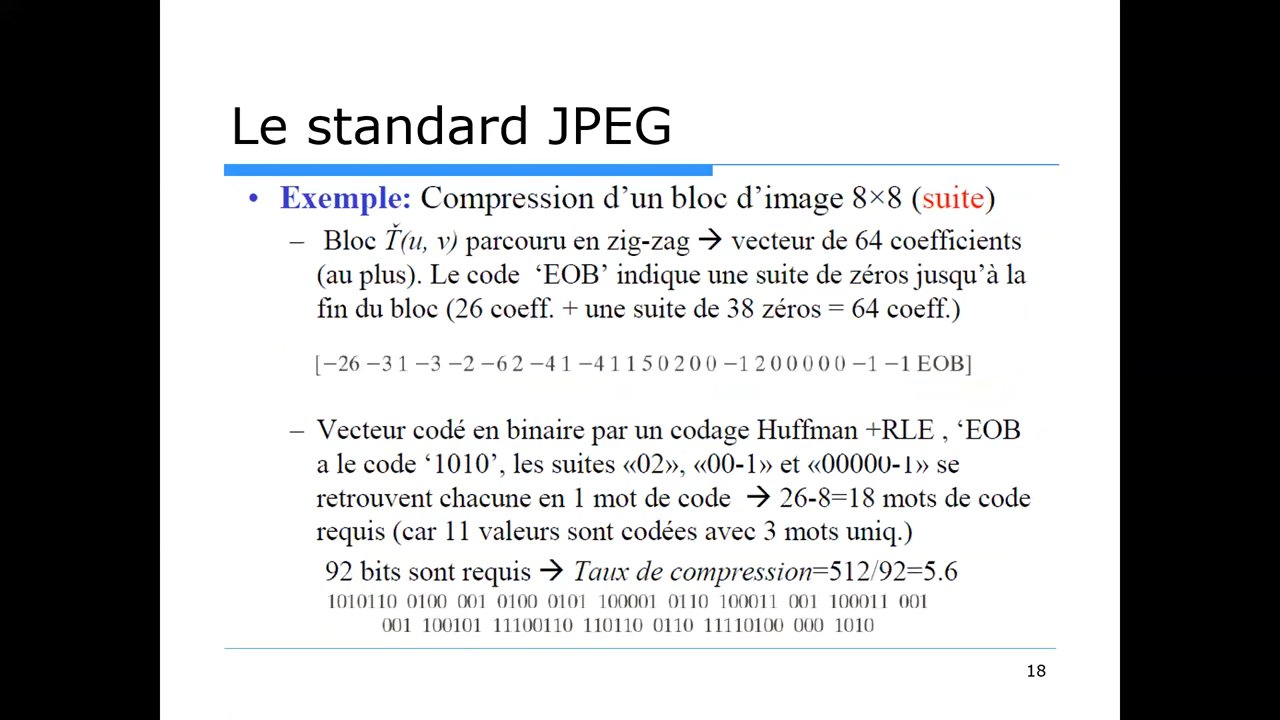 Le standard JPEG
• Exemple: Compression d’un bloc d’image 8×8 (suite)
– Bloc Ť(u, v) parcouru en zig-zag → vecteur de 64 coefficients
(au plus). Le code ‘EOB’ indique une suite de zéros jusqu’à la
fin du bloc (26 coeff. + une suite de 38 zéros = 64 coeff.)
[−26 −3 1 −3 −2 −6 2 −4 1 −4 1 1 5 0 2 0 0 −1 2 0 0 0 0 0 −1 −1 EOB]
– Vecteur codé en binaire par un codage Huffman +RLE , ‘EOB
a le code ‘1010’, les suites «02», «00-1» et «00000-1» se
retrouvent chacune en 1 mot de code → 26-8=18 mots de code
requis (car 11 valeurs sont codées avec 3 mots uniq.)
92 bits sont requis → Taux de compression=512/92=5.6
1010110 0100 001 0100 0101 100001 0110 100011 001 100011 001
001 100101 11100110 110110 0110 11110100 000 1010
18